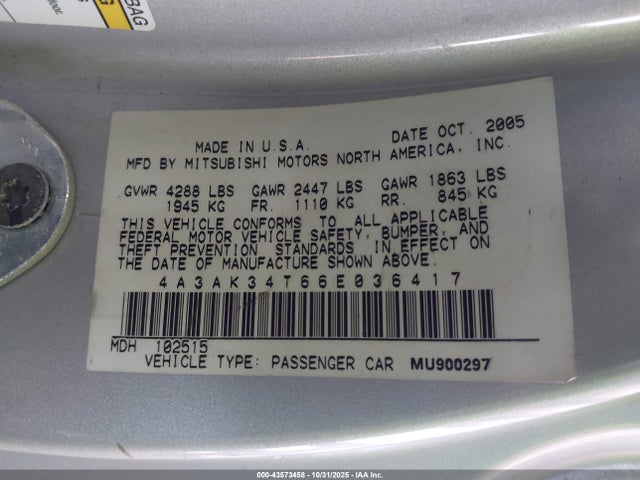 BAG
MADE IN U.S.A. DATE OCT. 2005
MFD BY MITSUBISHI MOTORS NORTH AMERICA, INC.
GVWR 4288 LBS GAWR 2447 LBS GAWR 1863 LBS
1945 KG FR. 1110 KG RR. 845 KG
THIS VEHICLE CONFORMS TO ALL APPLICABLE
FEDERAL MOTOR VEHICLE SAFETY, BUMPER, AND
THEFT PREVENTION STANDARDS IN EFFECT ON
THE DATE OF MANUFACTURE SHOWN ABOVE.
4A3AK34T66E036417
MDH 102515
VEHICLE TYPE: PASSENGER CAR MU900297
000-43573458 - 10/31/2025 - IAA Inc.